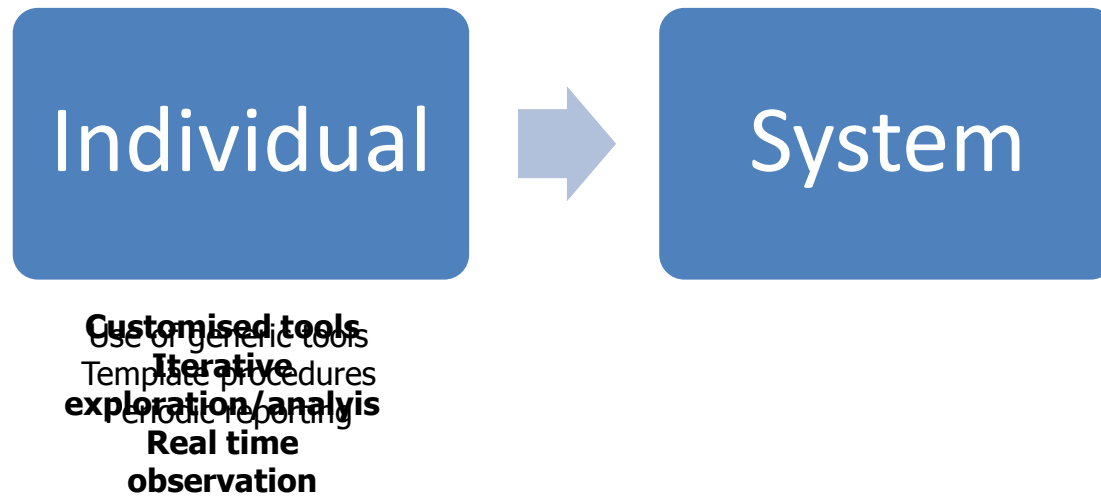 Individual
System
Customised tools
Iterative
exploration/analyis
Real time
observation
Use of generic tools
Template procedures
Periodic reporting